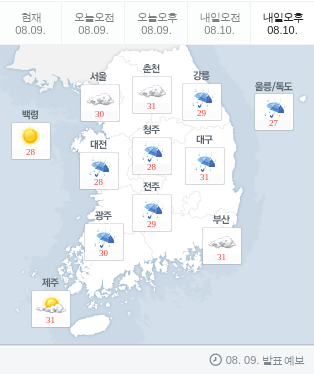 현재 오늘오전 오늘오후 내일오전 내일오후
08.09. 08.09. 08.09. 08.10. 08.10.
춘천
31
서울
30
강릉
29
울릉/독도
27
백령
28
청주
28
대전
28
대구
31
전주
29
광주
30
부산
31
제주
31
08. 09. 발표 예보